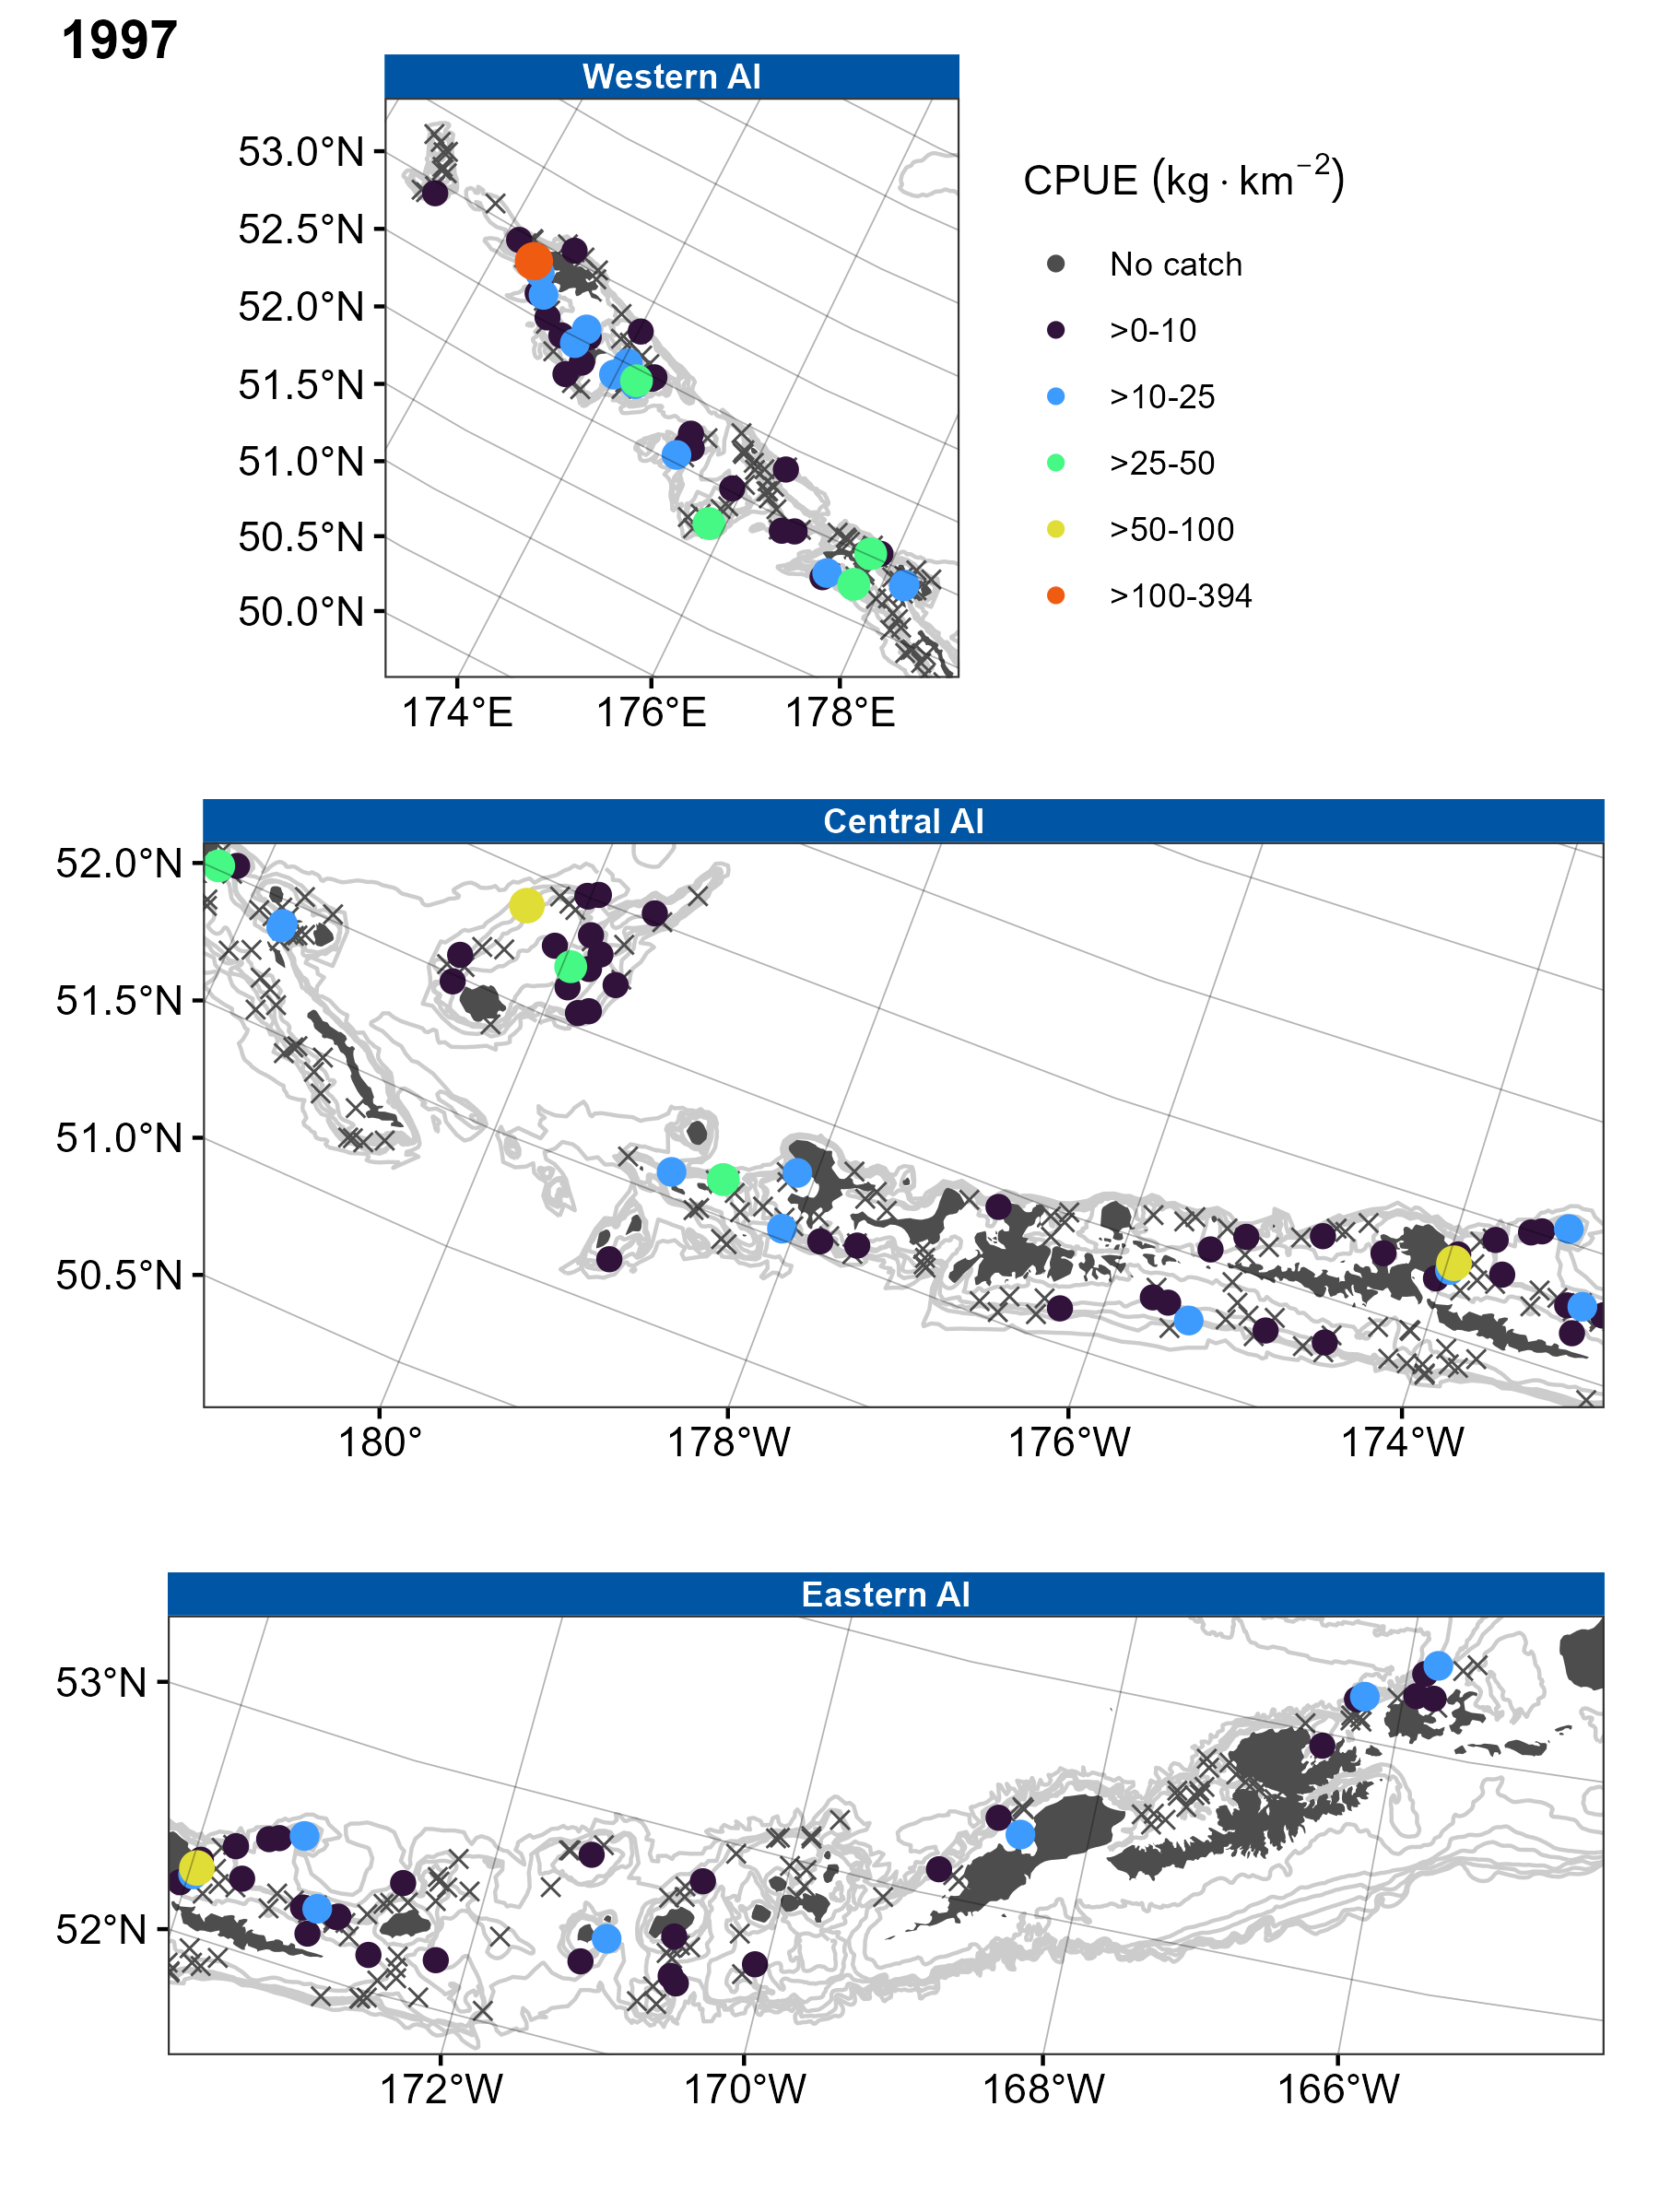 1997
Western AI
53.0°N
52.5°N
52.0°N
51.5°N
51.0°N
50.5°N
50.0°N
174°E 176°E 178°E
CPUE (kg · km⁻²)
No catch
>0-10
>10-25
>25-50
>50-100
>100-394
Central AI
52.0°N
51.5°N
51.0°N
50.5°N
180° 178°W 176°W 174°W
Eastern AI
53°N
52°N
172°W 170°W 168°W 166°W